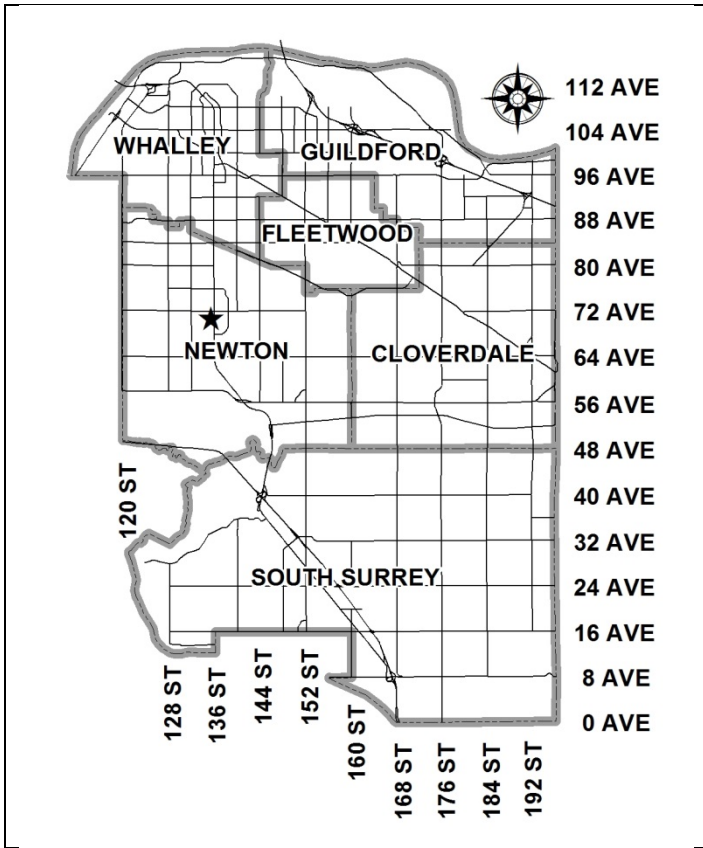 112 AVE
104 AVE
WHALLEY
GUILDFORD
96 AVE
88 AVE
FLEETWOOD
80 AVE
72 AVE
NEWTON
CLOVERDALE
64 AVE
56 AVE
48 AVE
120 ST
40 AVE
32 AVE
SOUTH SURREY
24 AVE
16 AVE
128 ST
136 ST
144 ST
152 ST
8 AVE
160 ST
0 AVE
168 ST
176 ST
184 ST
192 ST